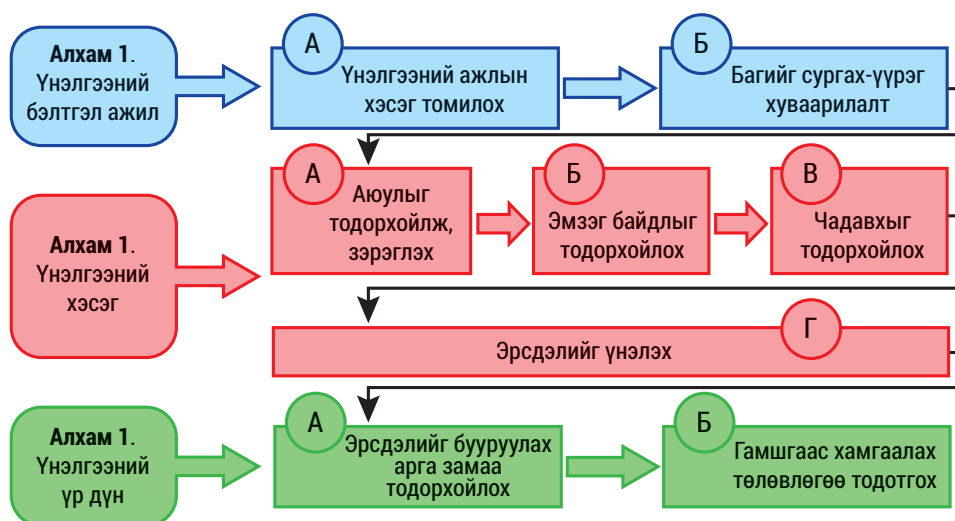 Алхам 1.
Үнэлгээний
бэлтгэл ажил
А
Үнэлгээний ажлын
хэсэг томилох
Б
Багийг сургах-үүрэг
хуваарилалт
Алхам 1.
Үнэлгээний
хэсэг
А
Аюулыг
тодорхойлж,
зэрэглэх
Б
Эмзэг байдлыг
тодорхойлох
В
Чадавхыг
тодорхойлох
Г
Эрсдэлийг үнэлэх
Алхам 1.
Үнэлгээний
үр дүн
А
Эрсдэлийг бууруулах
арга замаа
тодорхойлох
Б
Гамшгаас хамгаалах
төлөвлөгөө тодотгох